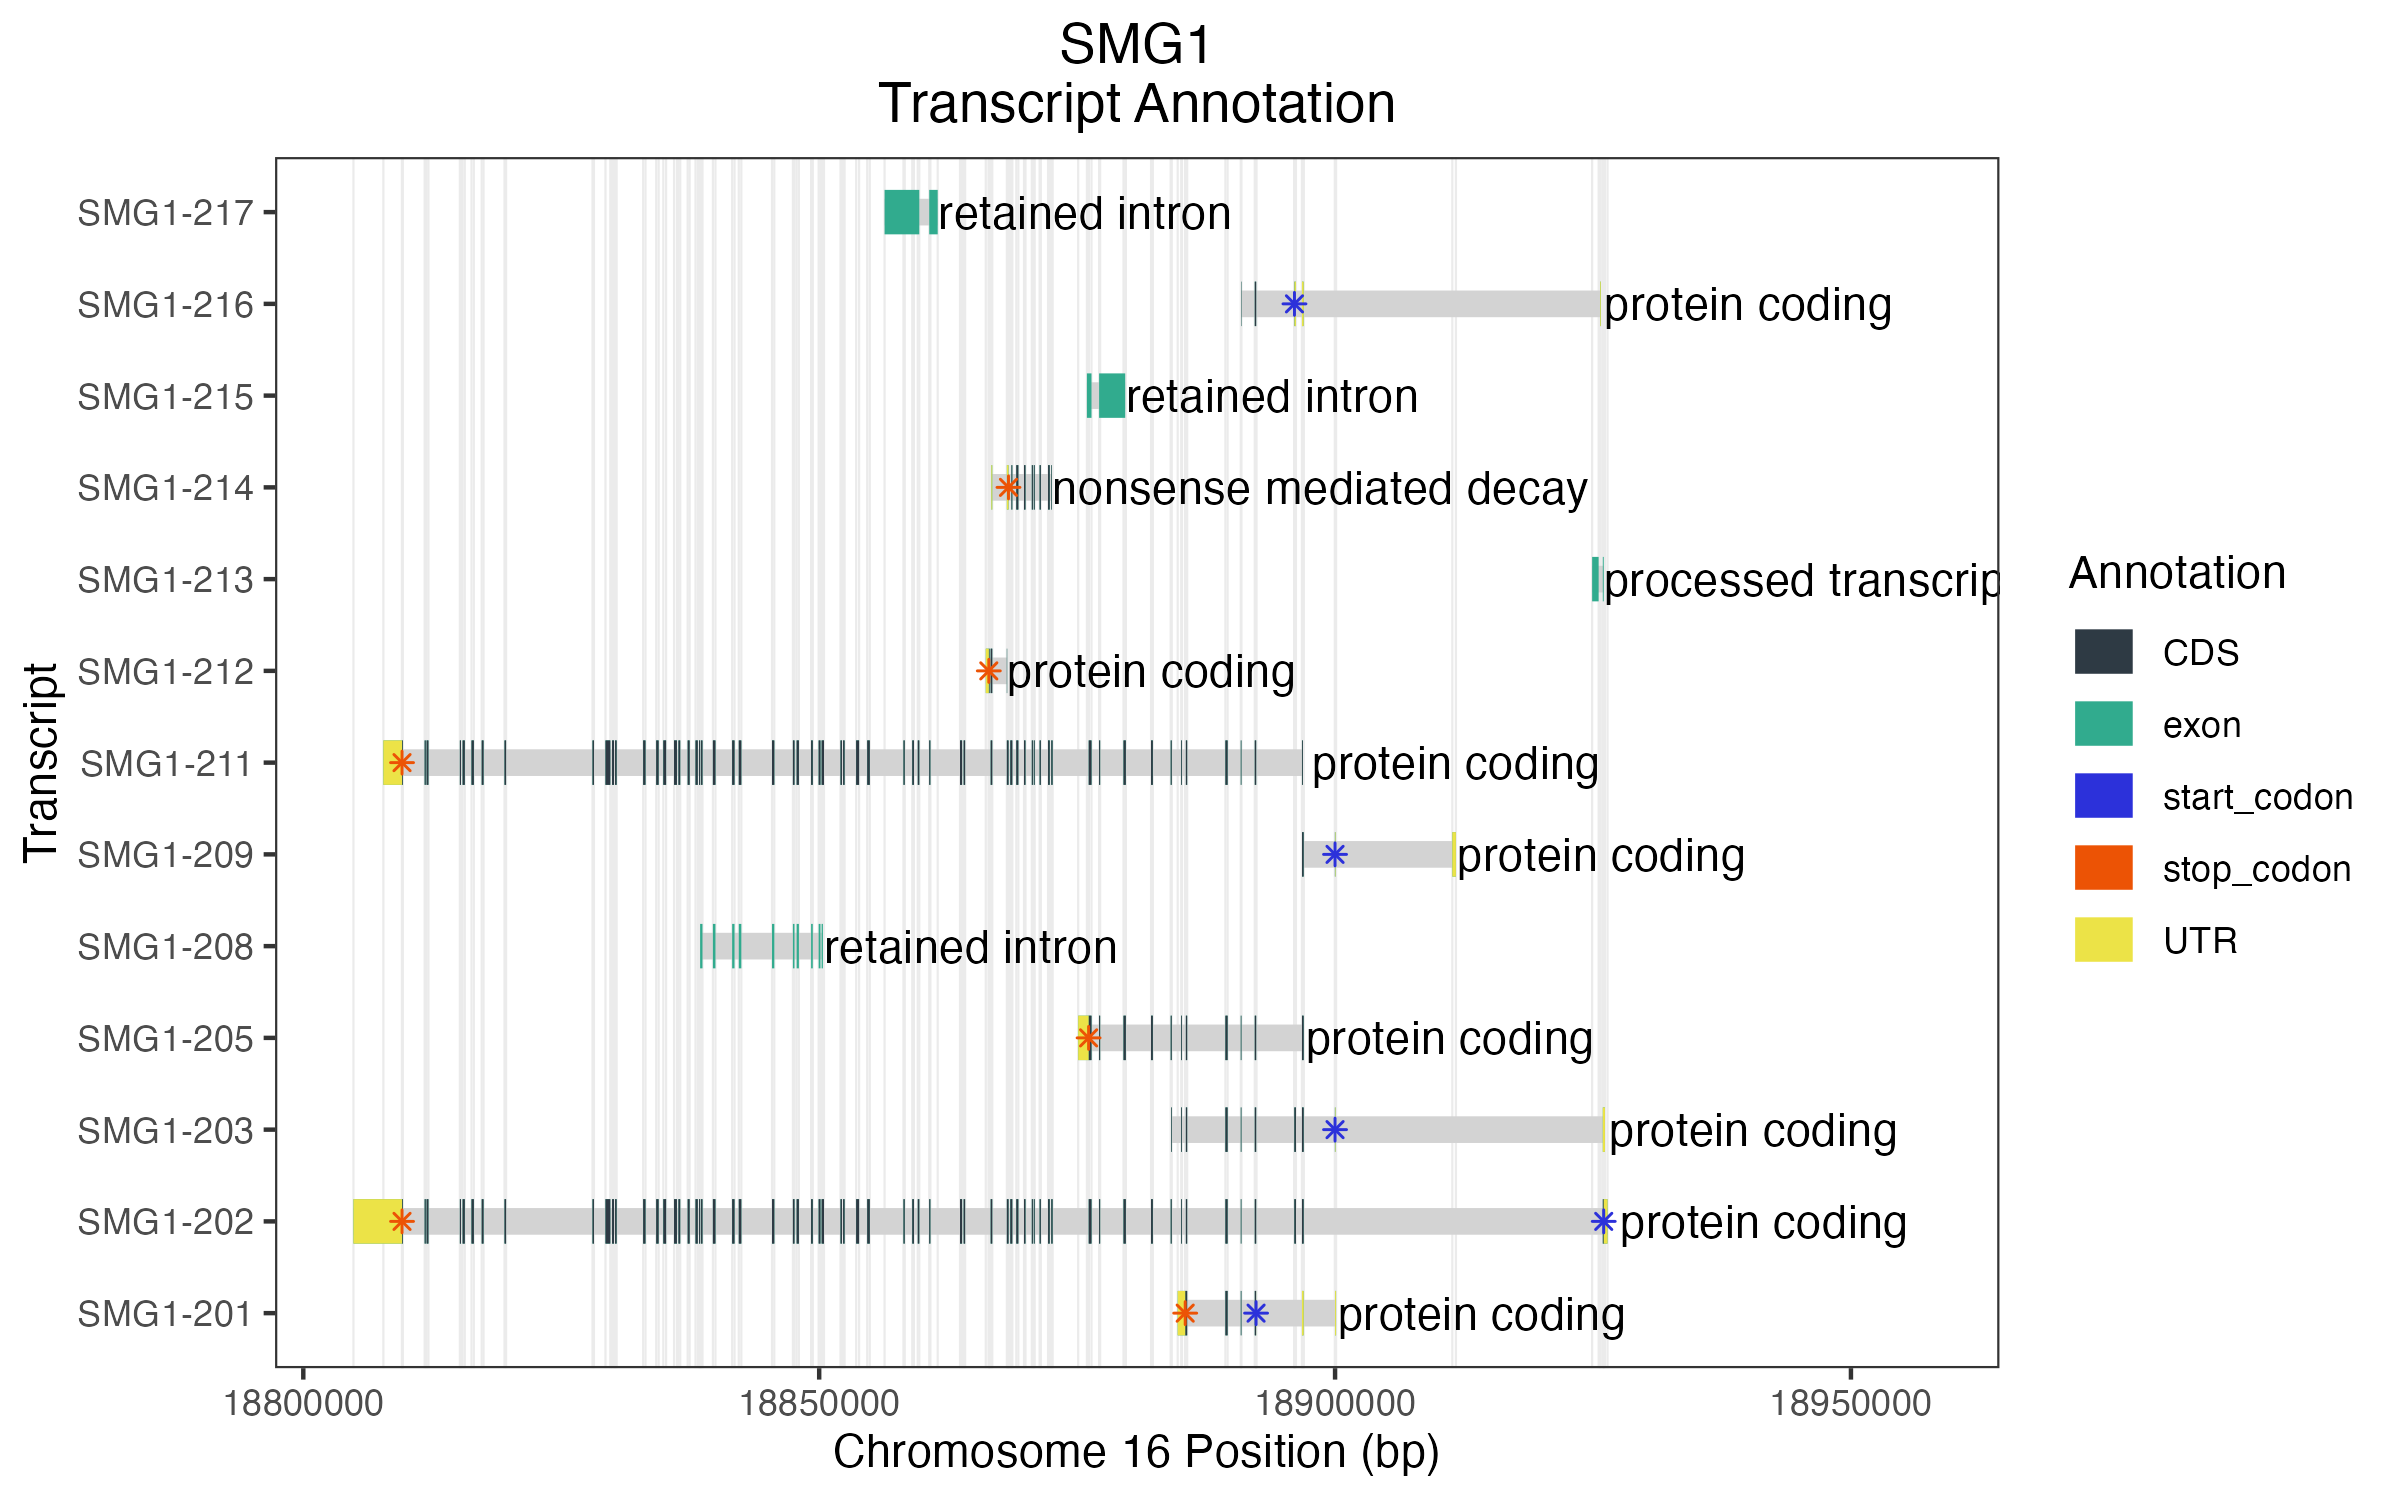 SMG1
Transcript Annotation
SMG1-217
retained intron
SMG1-216
protein coding
SMG1-215
retained intron
SMG1-214
nonsense mediated decay
SMG1-213
processed transcrip
SMG1-212
protein coding
SMG1-211
protein coding
SMG1-209
protein coding
SMG1-208
retained intron
SMG1-205
protein coding
SMG1-203
protein coding
SMG1-202
protein coding
SMG1-201
protein coding
Transcript
18800000
18850000
18900000
18950000
Chromosome 16 Position (bp)
Annotation
CDS
exon
start_codon
stop_codon
UTR